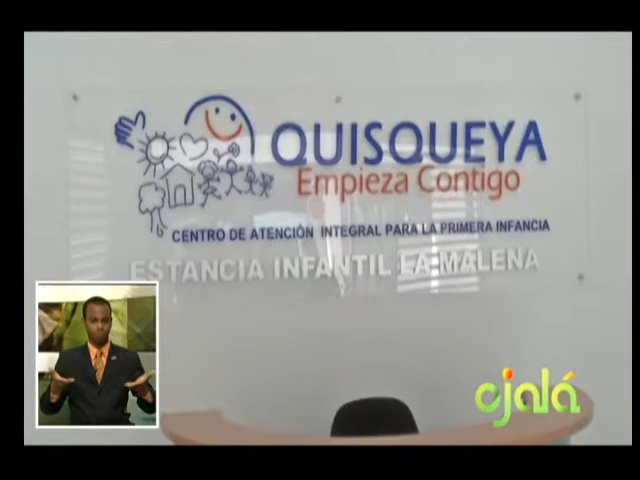 QUISQUEYA
Empieza Contigo
CENTRO DE ATENCIÓN INTEGRAL PARA LA PRIMERA INFANCIA
ESTANCIA INFANTIL LA MALENA
ojalá